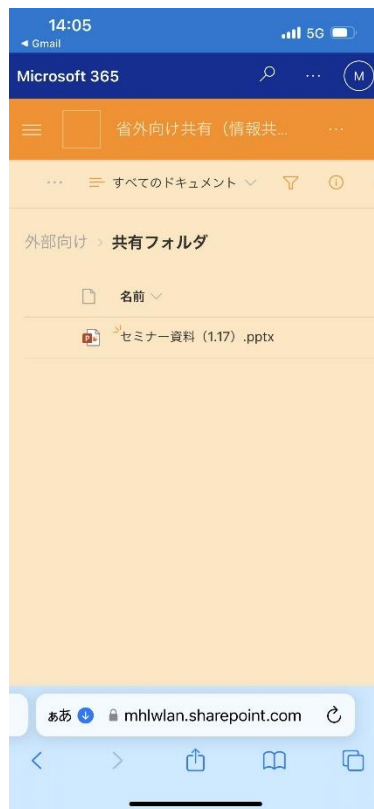 14:05
◀ Gmail
5G
Microsoft 365
M
省外向け共有（情報共...
すべてのドキュメント
外部向け > 共有フォルダ
名前
セミナー資料（1.17）.pptx
ぁあ
mhlwlan.sharepoint.com